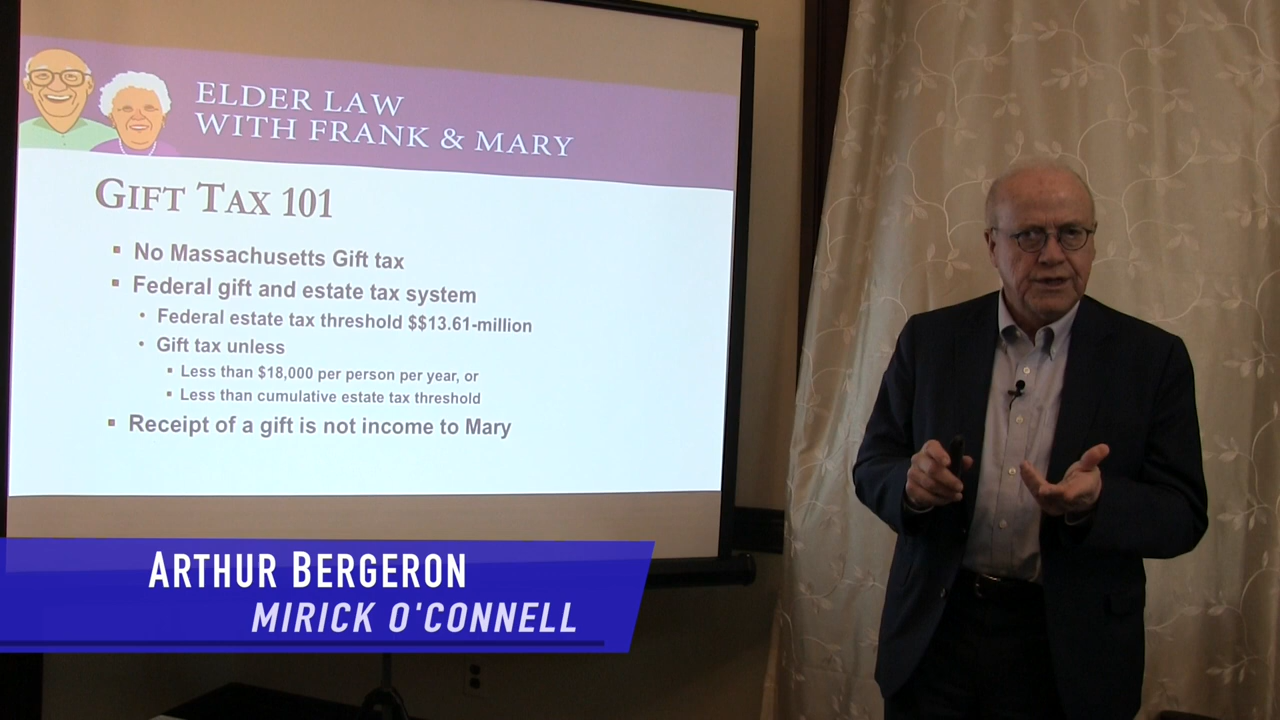 ELDER LAW
WITH FRANK & MARY
GIFT TAX 101
▪ No Massachusetts Gift tax
▪ Federal gift and estate tax system
• Federal estate tax threshold $$13.61-million
• Gift tax unless
▪ Less than $18,000 per person per year, or
▪ Less than cumulative estate tax threshold
▪ Receipt of a gift is not income to Mary
ARTHUR BERGERON
MIRICK O'CONNELL